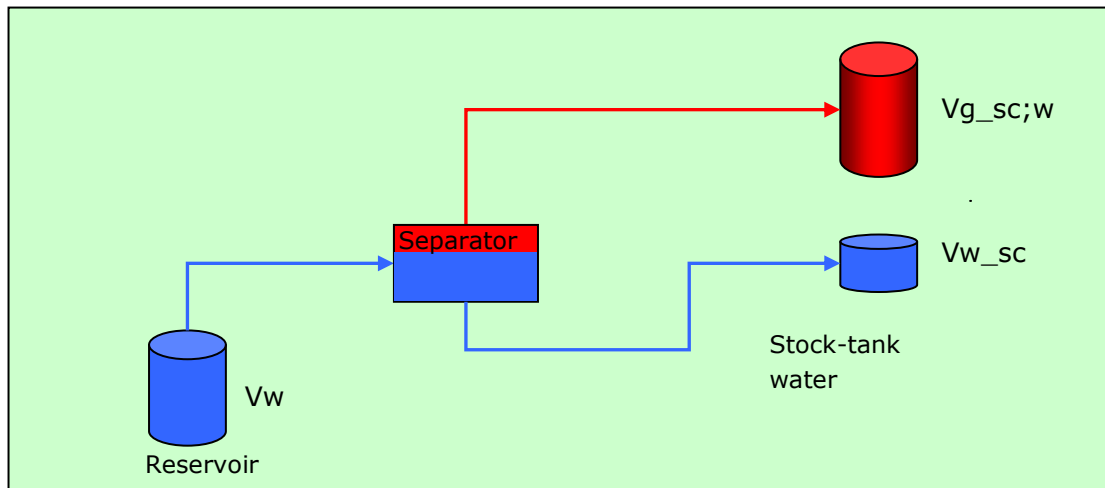 Vg_sc;w
Separator
Vw_sc
Stock-tank
water
Vw
Reservoir